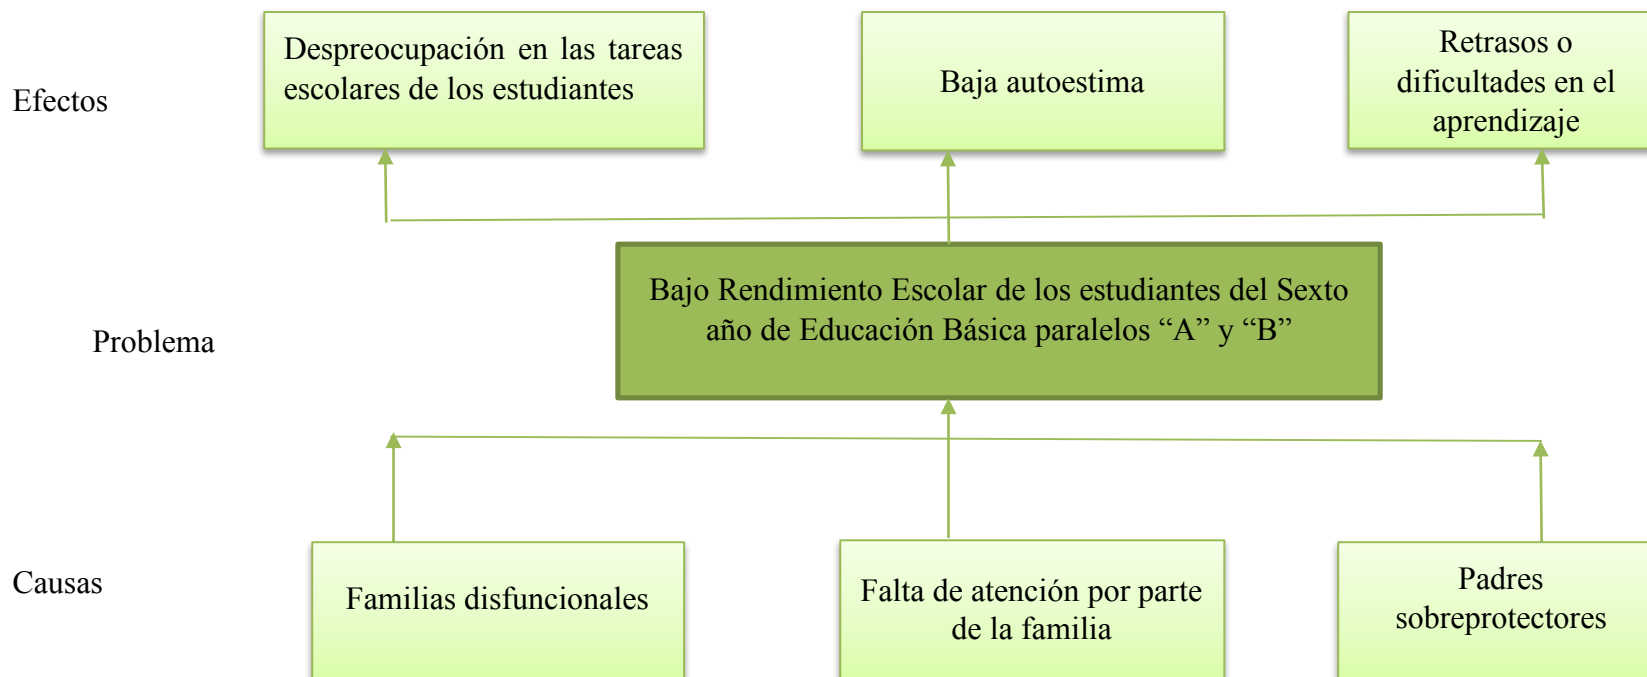 Efectos
Despreocupación en las tareas
escolares de los estudiantes
Baja autoestima
Retrasos o
dificultades en el
aprendizaje
Problema
Bajo Rendimiento Escolar de los estudiantes del Sexto
año de Educación Básica paralelos “A” y “B”
Causas
Familias disfuncionales
Falta de atención por parte
de la familia
Padres
sobreprotectores